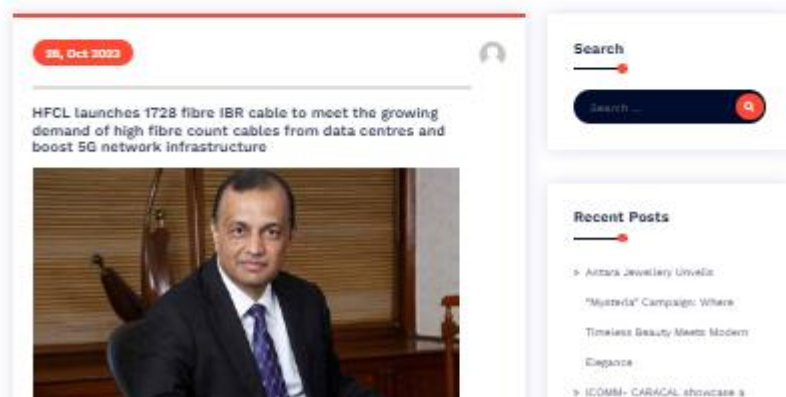 28, Oct 2023
HFCL launches 1728 fibre IBR cable to meet the growing
demand of high fibre count cables from data centres and
boost 5G network infrastructure
Search
Search ...
Recent Posts
> Antara Jewellery Unveils
"Mysteria" Campaign: Where
Timeless Beauty Meets Modern
Elegance
> ICOMM- CARACAL showcase a